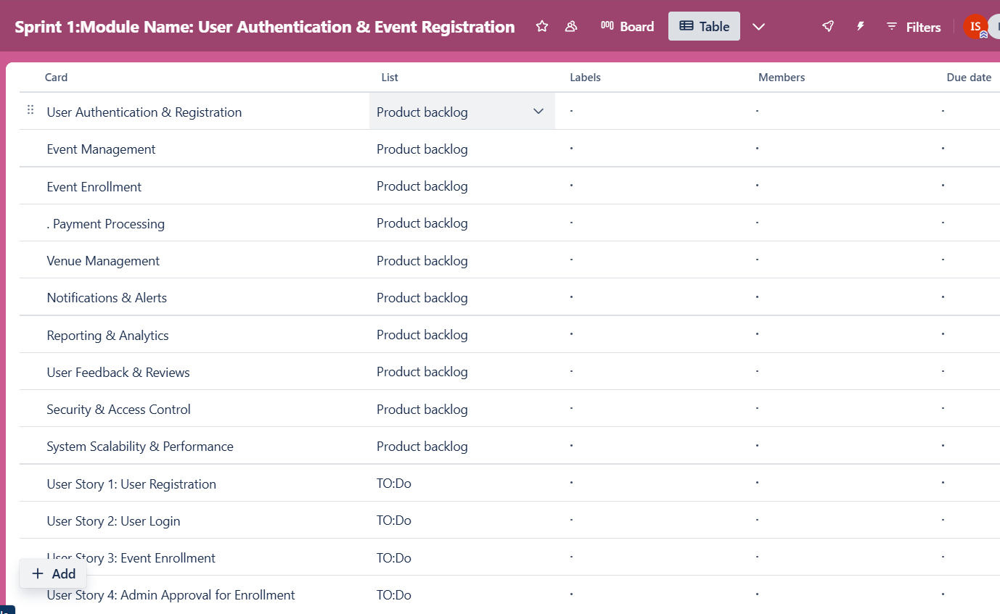 Sprint 1:Module Name: User Authentication & Event Registration Board Table Filters IS
Card List Labels Members Due date
User Authentication & Registration Product backlog
Event Management Product backlog
Event Enrollment Product backlog
. Payment Processing Product backlog
Venue Management Product backlog
Notifications & Alerts Product backlog
Reporting & Analytics Product backlog
User Feedback & Reviews Product backlog
Security & Access Control Product backlog
System Scalability & Performance Product backlog
User Story 1: User Registration TO:Do
User Story 2: User Login TO:Do
User Story 3: Event Enrollment TO:Do
+ Add
User Story 4: Admin Approval for Enrollment TO:Do